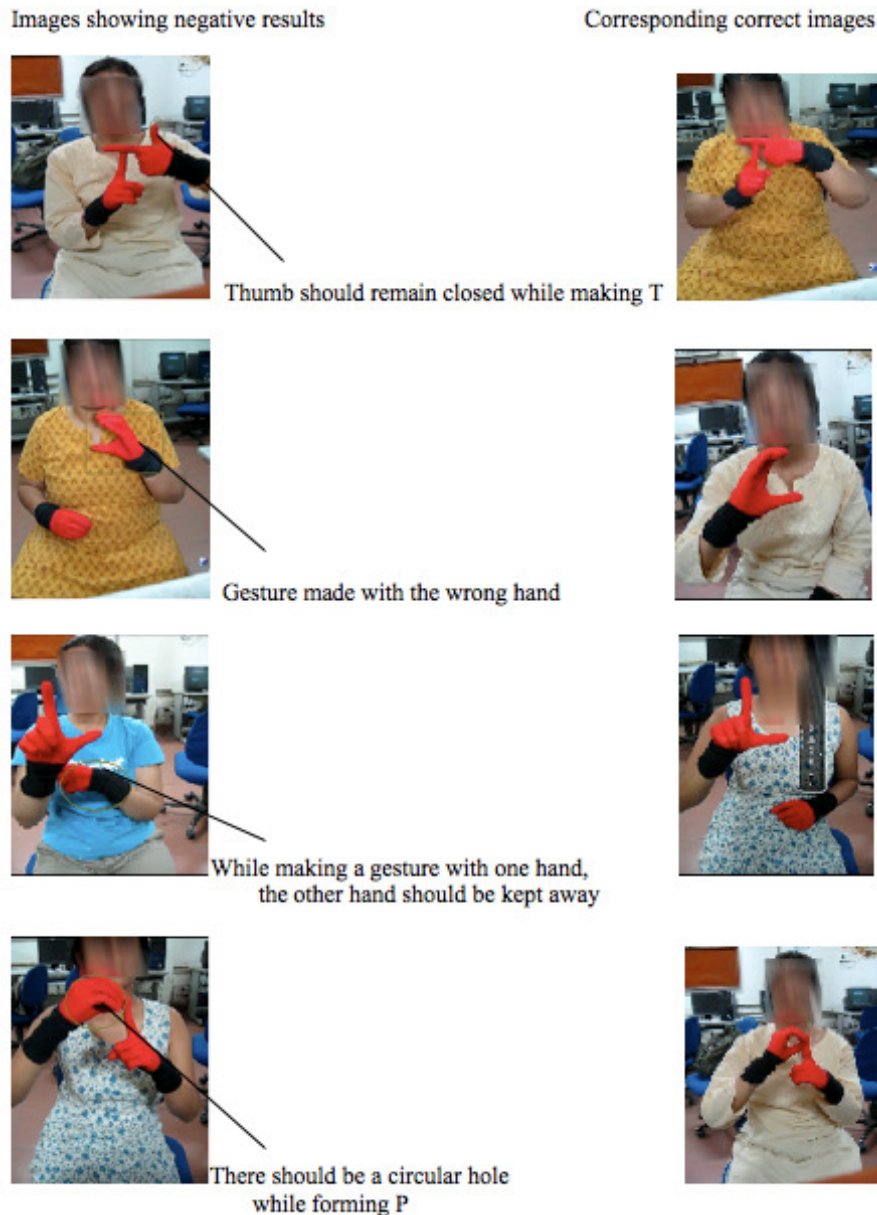 Images showing negative results
Corresponding correct images
Thumb should remain closed while making T
Gesture made with the wrong hand
While making a gesture with one hand,
the other hand should be kept away
There should be a circular hole
while forming P